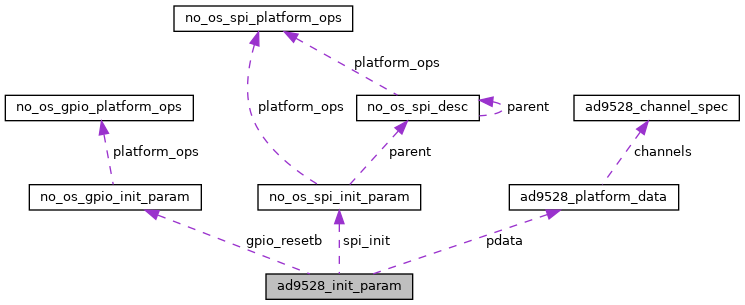 no_os_spi_platform_ops
platform_ops
no_os_gpio_platform_ops
platform_ops
no_os_spi_desc
parent
ad9528_channel_spec
platform_ops
parent
channels
no_os_gpio_init_param
no_os_spi_init_param
ad9528_platform_data
gpio_resetb
spi_init
pdata
ad9528_init_param